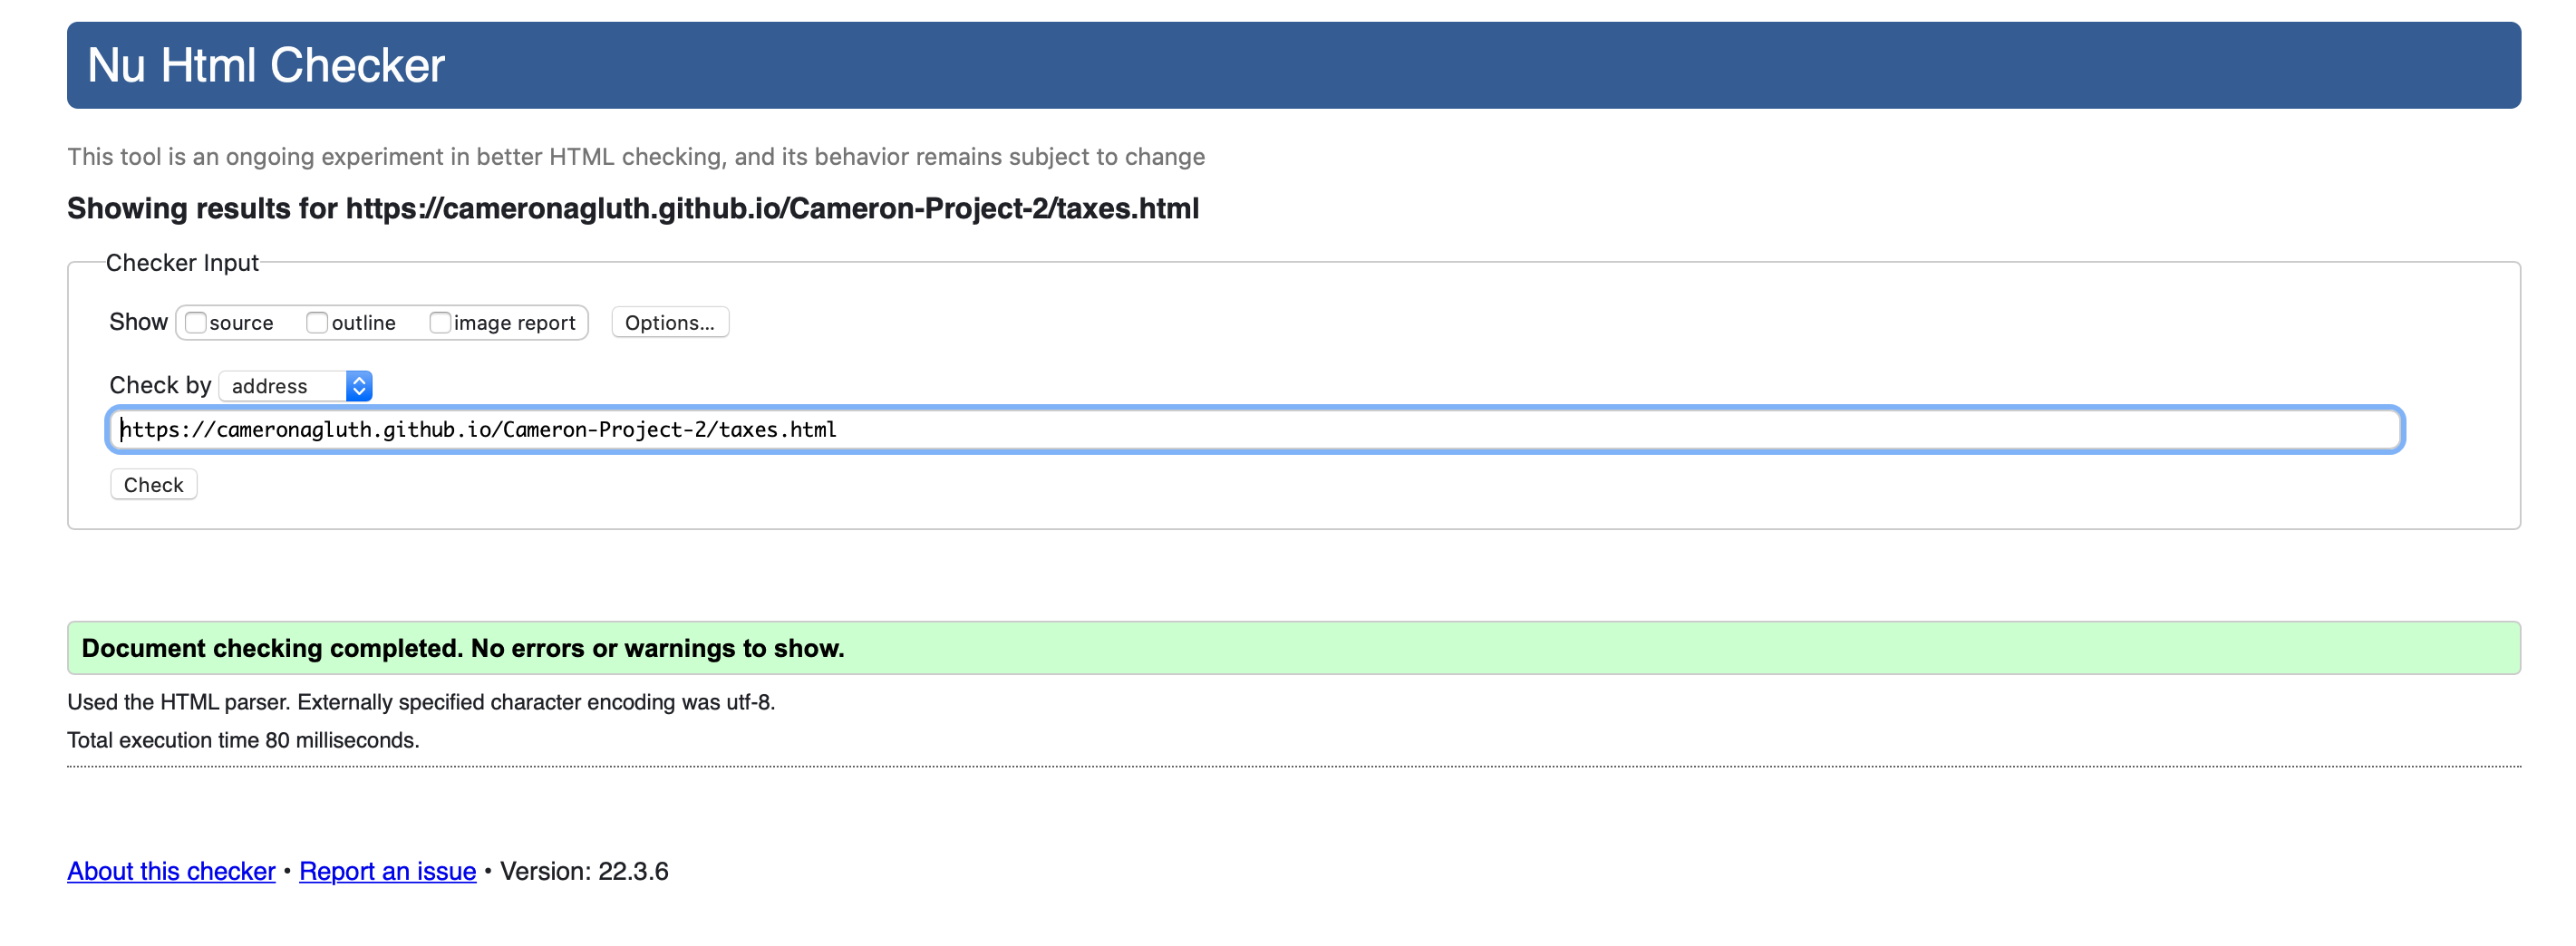 Nu Html Checker
This tool is an ongoing experiment in better HTML checking, and its behavior remains subject to change
Showing results for https://cameronagluth.github.io/Cameron-Project-2/taxes.html
Checker Input
Show source outline image report Options...
Check by address
https://cameronagluth.github.io/Cameron-Project-2/taxes.html
Check
Document checking completed. No errors or warnings to show.
Used the HTML parser. Externally specified character encoding was utf-8.
Total execution time 80 milliseconds.
About this checker • Report an issue • Version: 22.3.6